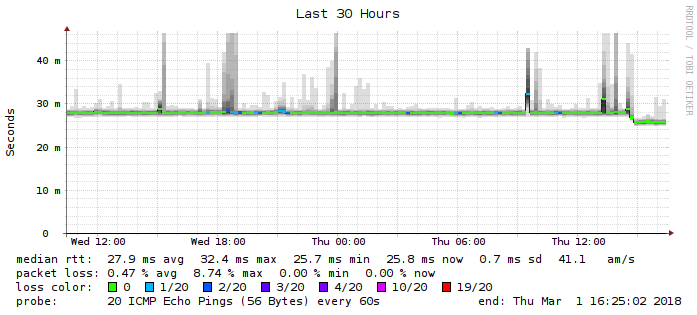 Last 30 Hours
RRDTOOL / TOBI OETIKER
Seconds
40 m
30 m
20 m
10 m
0
Wed 12:00 Wed 18:00 Thu 00:00 Thu 06:00 Thu 12:00
median rtt: 27.9 ms avg 32.4 ms max 25.7 ms min 25.8 ms now 0.7 ms sd 41.1 am/s
packet loss: 0.47 % avg 8.74 % max 0.00 % min 0.00 % now
loss color: 0 1/20 2/20 3/20 4/20 10/20 19/20
probe: 20 ICMP Echo Pings (56 Bytes) every 60s end: Thu Mar 1 16:25:02 2018